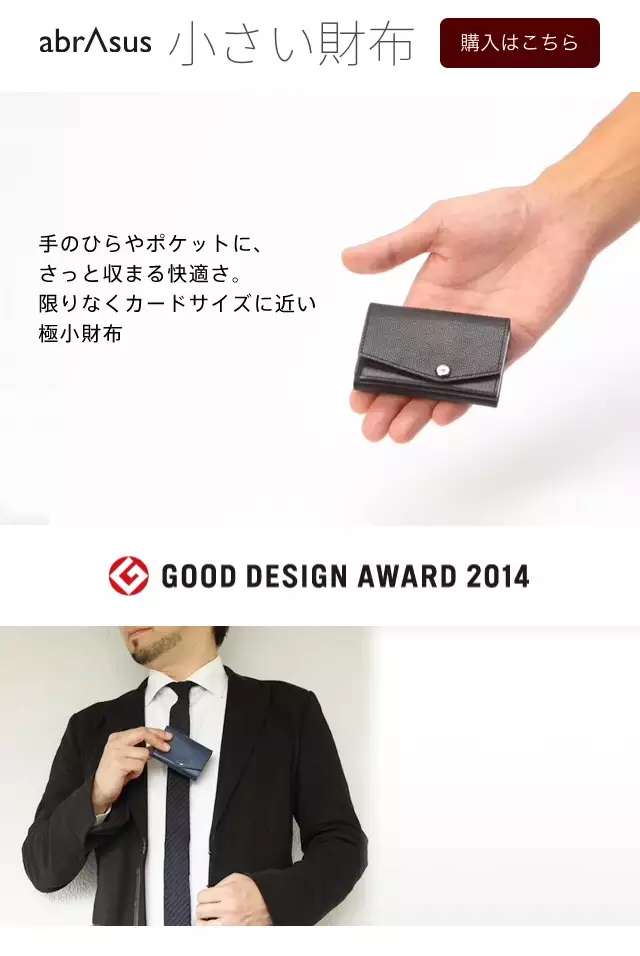 abrΛsus 小さい財布 購入はこちら
手のひらやポケットに、
さっと収まる快適さ。
限りなくカードサイズに近い
極小財布
GOOD DESIGN AWARD 2014